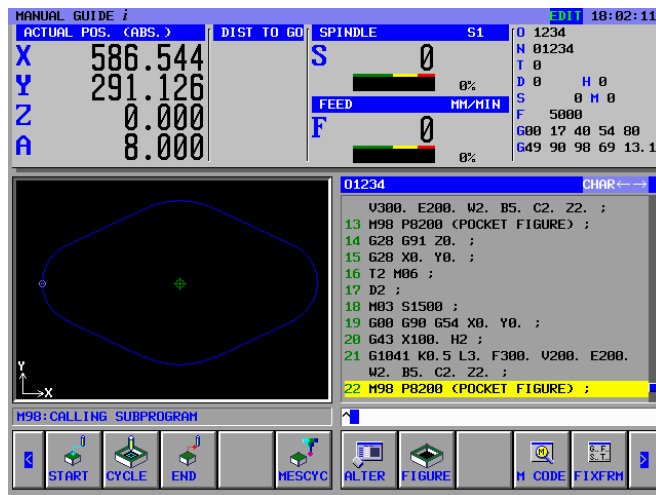 MANUAL GUIDE i EDIT 18:02:11
ACTUAL POS. (ABS.) DIST TO GO SPINDLE S1 O 1234
X 586.544 S 0 N 01234
T 0
Y 291.126 0% D 0 H 0
S 0 M 0
FEED MM/MIN
Z 0.000 F 0 F 5000
G00 17 40 54 80
A 8.000 0% G49 90 98 69 13.1
O1234 CHAR←→
V300. E200. W2. B5. C2. Z2. ;
13 M98 P8200 (POCKET FIGURE) ;
14 G28 G91 Z0. ;
15 G28 X0. Y0. ;
16 T2 M06 ;
17 D2 ;
18 M03 S1500 ;
19 G00 G90 G54 X0. Y0. ;
20 G43 X100. H2 ;
21 G1041 K0.5 L3. F300. V200. E200.
W2. B5. C2. Z2. ;
22 M98 P8200 (POCKET FIGURE) ;
Y
X
M98:CALLING SUBPROGRAM ^
< START CYCLE END MESCYC ALTER FIGURE M CODE FIXFRM >